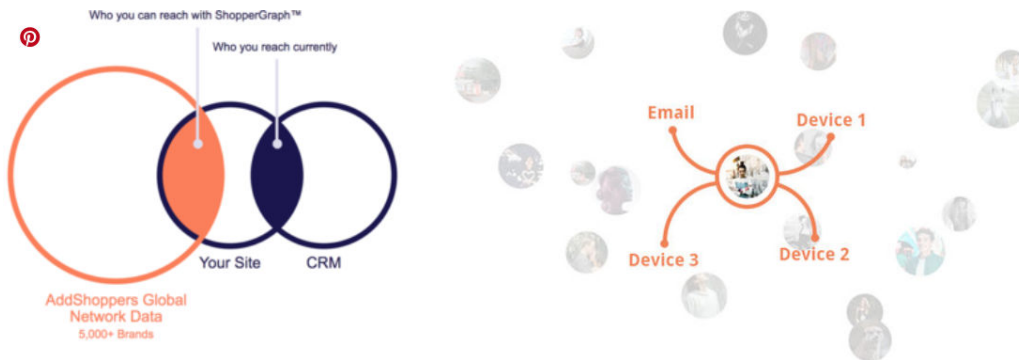 Who you can reach with ShopperGraph™
Who you reach currently
Your Site
CRM
AddShoppers Global
Network Data
5,000+ Brands
Email
Device 1
Device 3
Device 2